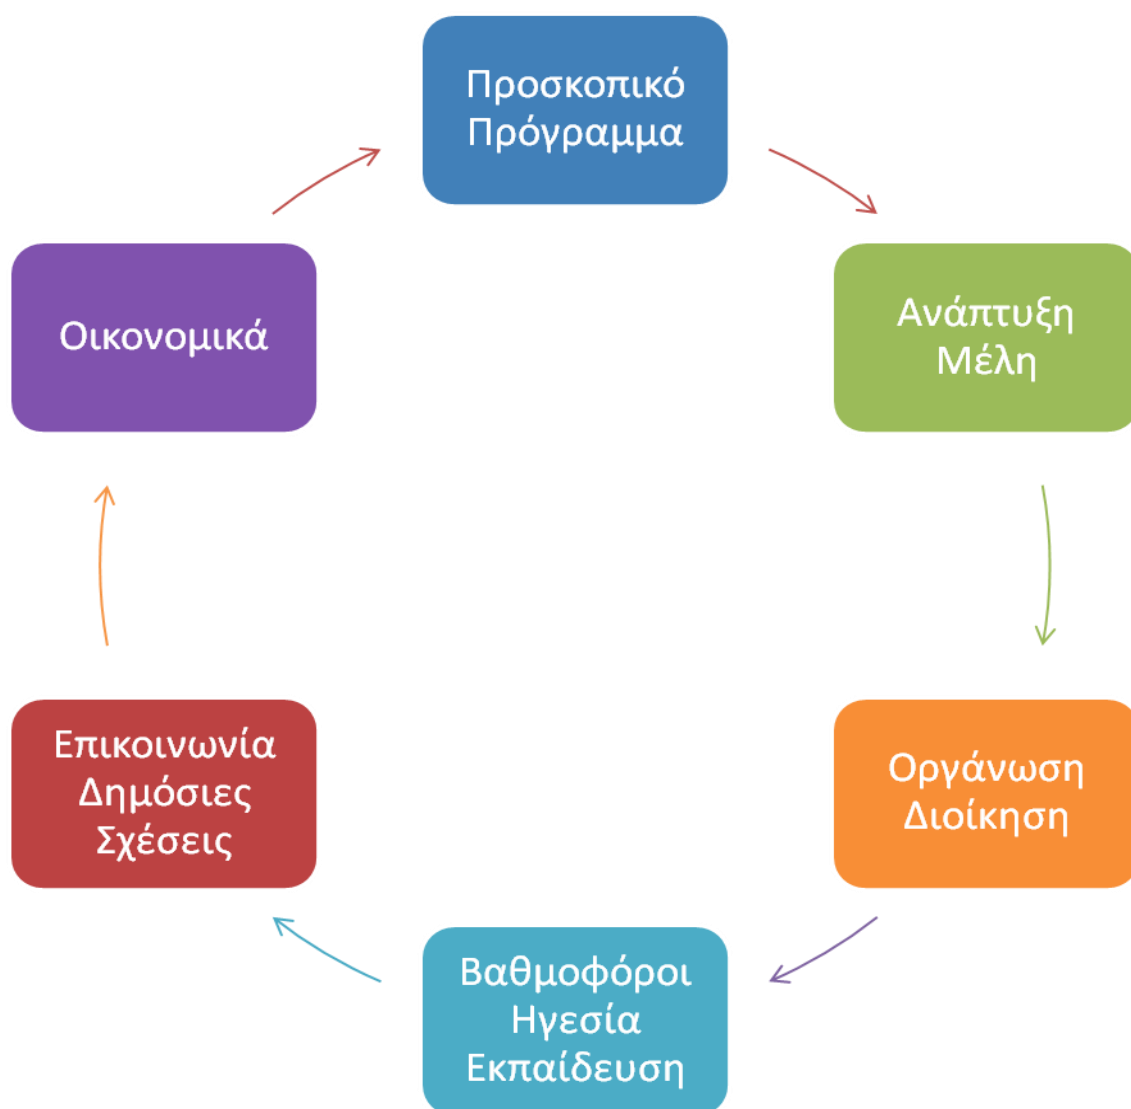 Προσκοπικό
Πρόγραμμα
Ανάπτυξη
Μέλη
Οργάνωση
Διοίκηση
Βαθμοφόροι
Ηγεσία
Εκπαίδευση
Επικοινωνία
Δημόσιες
Σχέσεις
Οικονομικά